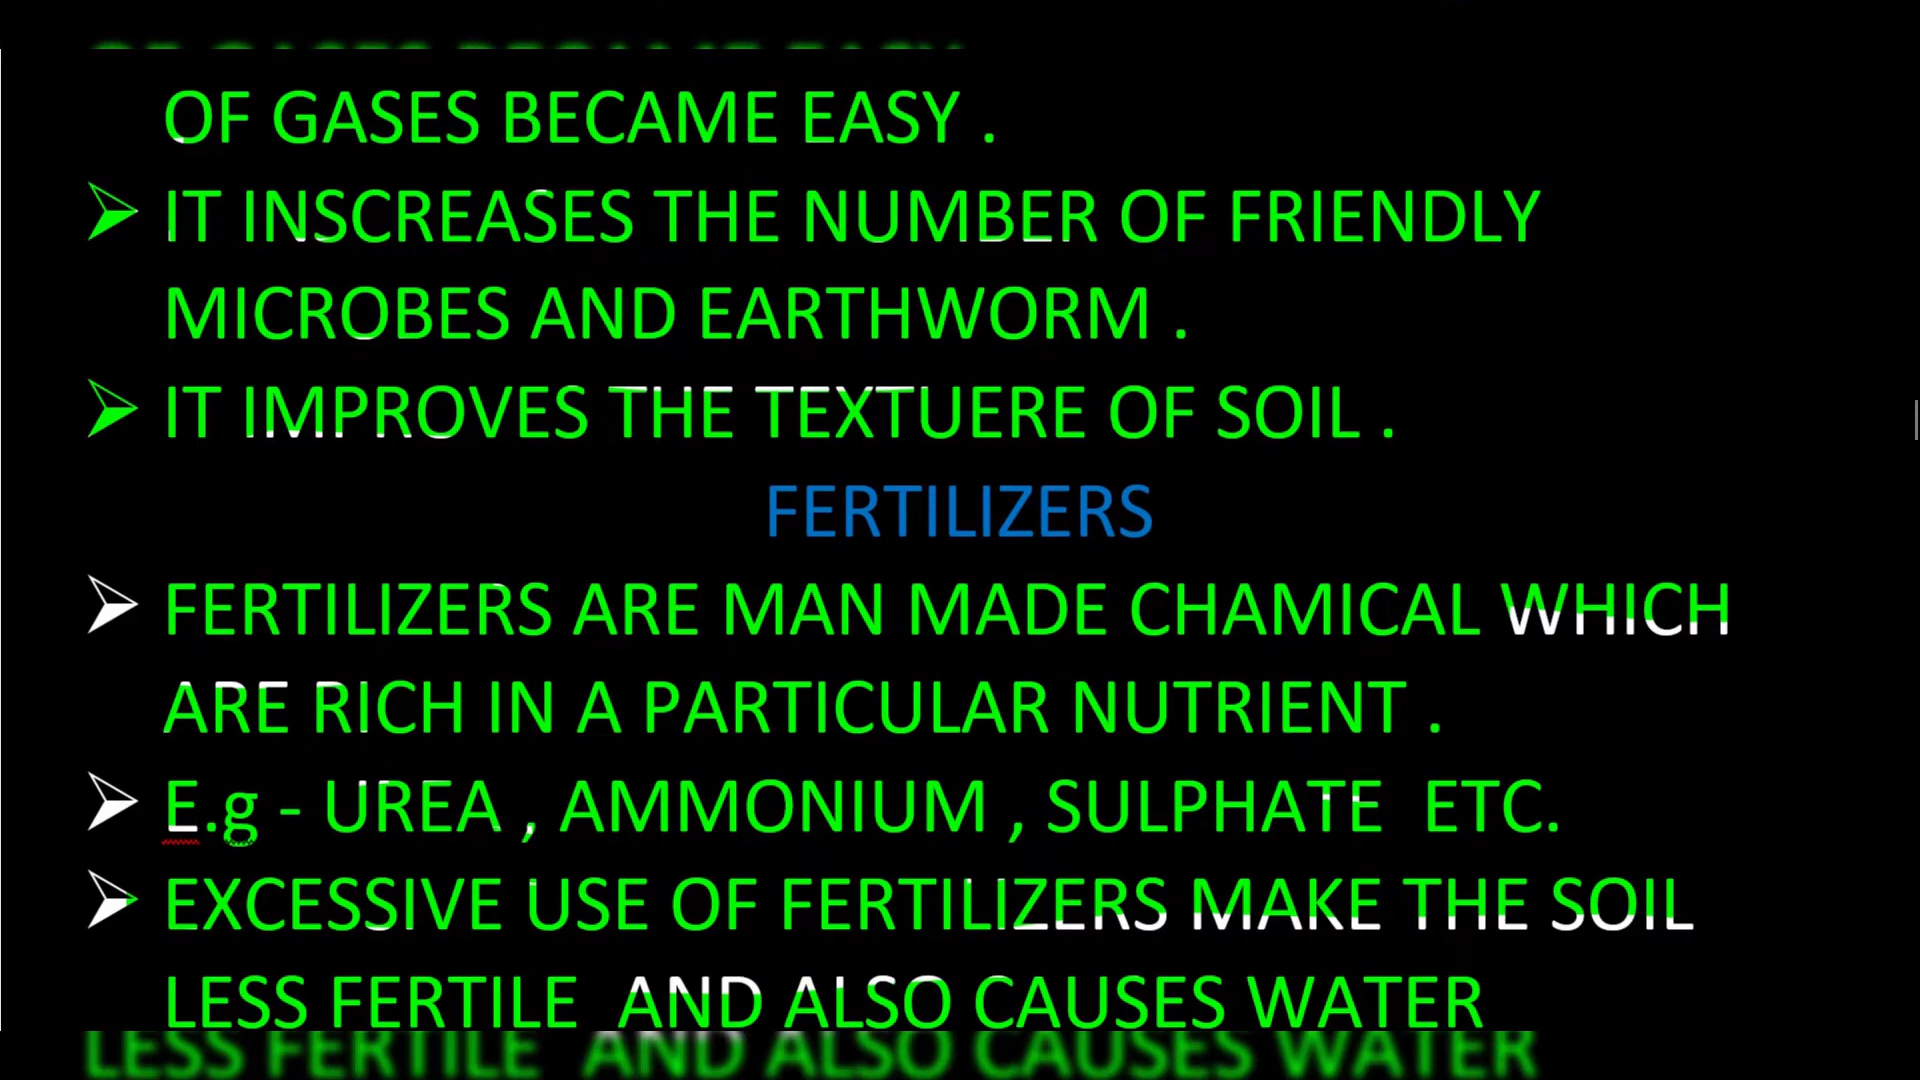 OF GASES BECAME EASY .
IT INSCREASES THE NUMBER OF FRIENDLY
MICROBES AND EARTHWORM .
IT IMPROVES THE TEXTUERE OF SOIL .
FERTILIZERS
FERTILIZERS ARE MAN MADE CHAMICAL WHICH
ARE RICH IN A PARTICULAR NUTRIENT .
E.g - UREA , AMMONIUM , SULPHATE ETC.
EXCESSIVE USE OF FERTILIZERS MAKE THE SOIL
LESS FERTILE AND ALSO CAUSES WATER